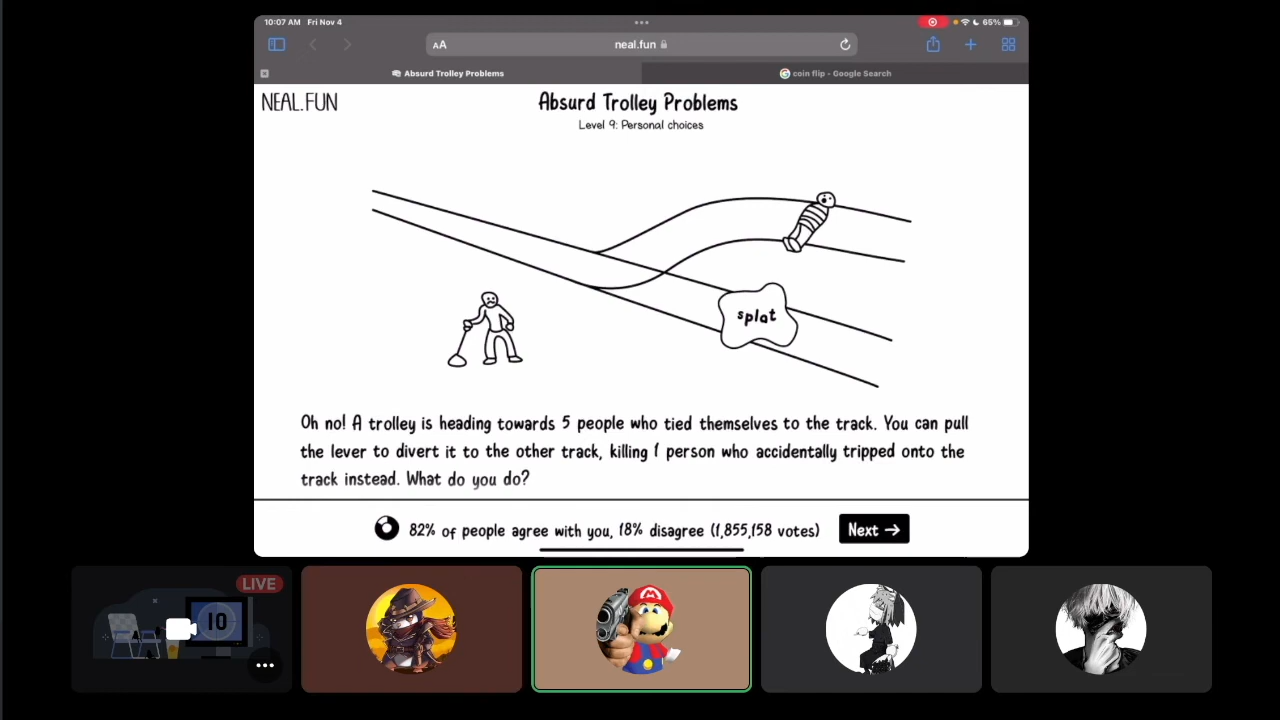 10:07 AM Fri Nov 4
65%
AA
neal.fun
Absurd Trolley Problems
coin flip - Google Search
NEAL.FUN
Absurd Trolley Problems
Level 9: Personal choices
splat
Oh no! A trolley is heading towards 5 people who tied themselves to the track. You can pull
the lever to divert it to the other track, killing 1 person who accidentally tripped onto the
track instead. What do you do?
82% of people agree with you, 18% disagree (1,855,158 votes)
Next →
LIVE
10
M